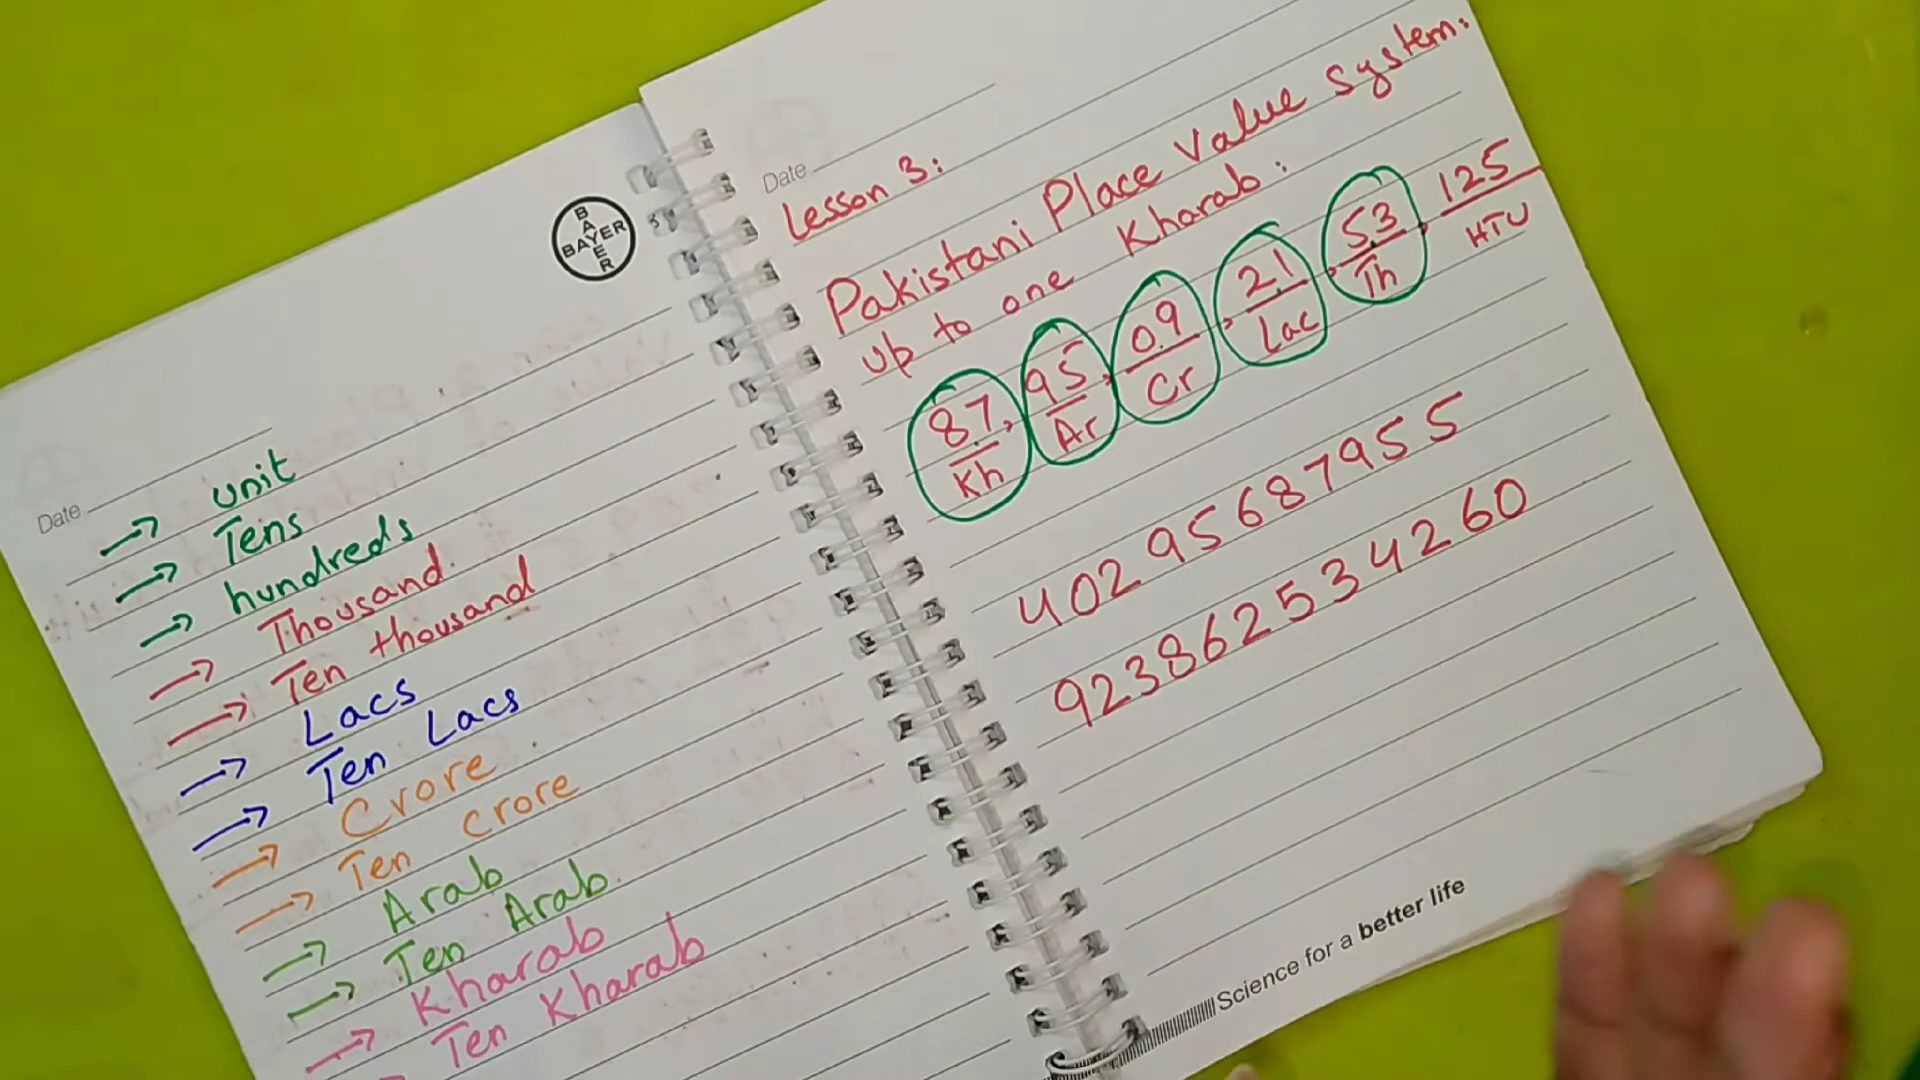 BAYER
BAYER
Date
→ unit
→ Tens
→ hundreds
→ Thousand.
→ Ten thousand
→ Lacs
→ Ten Lacs
→ Crore
→ Ten crore
→ Arab
→ Ten Arab.
→ Kharab
Ten Kharab
Date
Lesson 3:
Pakistani Place Value System:
up to one Kharab:
87, 95, 09, 21, 53, 125
Kh Ar Cr Lac Th HTU
40295687955
923862534260
Science for a better life